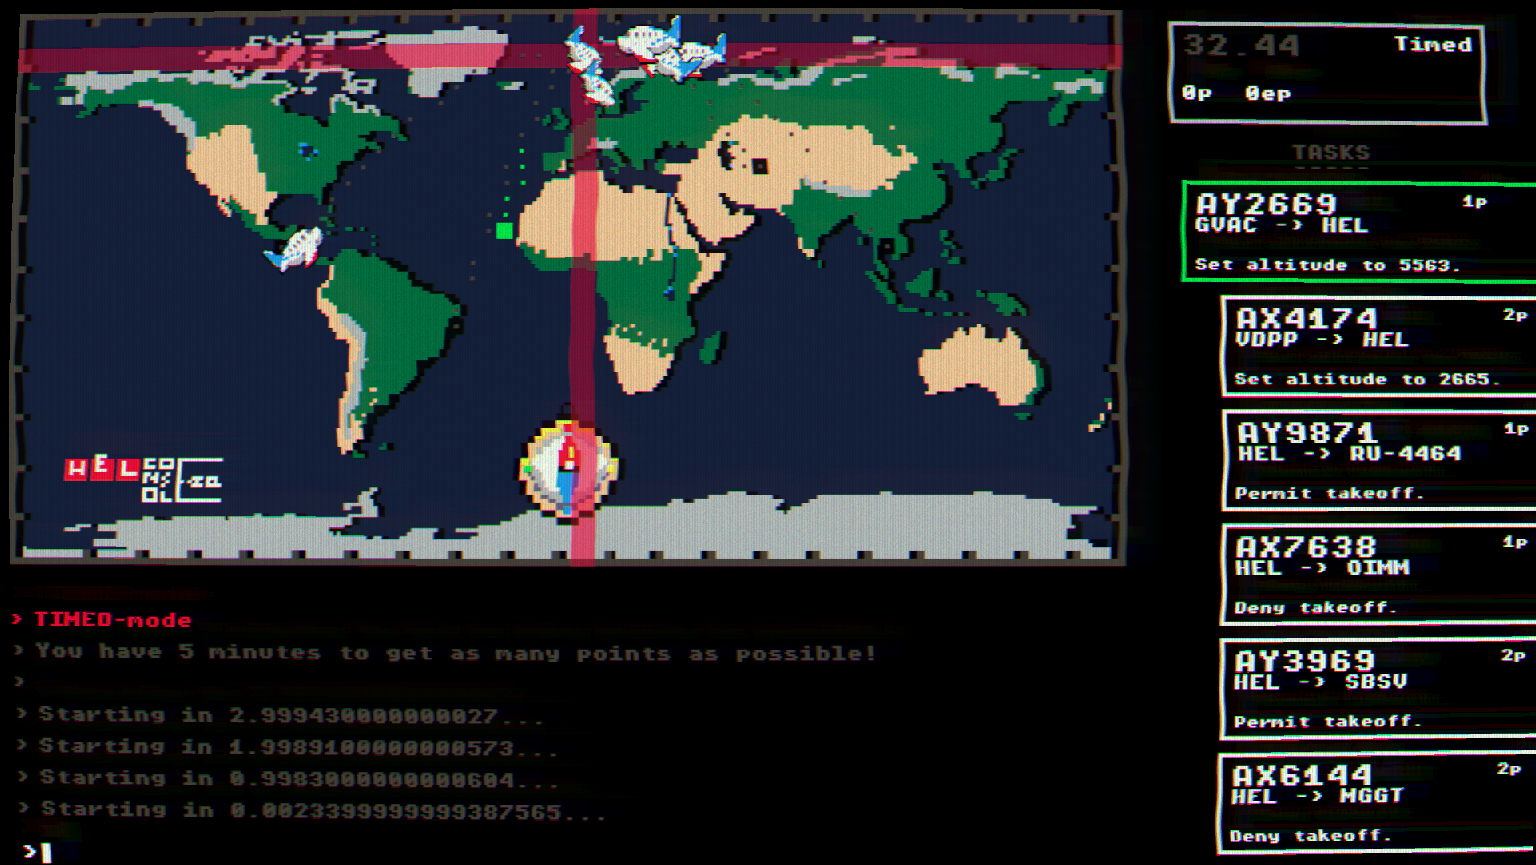 32.44 Timed
0p 0ep
TASKS
AY2669 1p
GVAC -> HEL
Set altitude to 5563.
AX4174 2p
VDPP -> HEL
Set altitude to 2665.
AY9871 1p
HEL -> RU-4464
Permit takeoff.
AX7638 1p
HEL -> OIMM
Deny takeoff.
AY3969 2p
HEL -> SBSV
Permit takeoff.
AX6144 2p
HEL -> MGGT
Deny takeoff.
HEL
> TIMED-mode
> You have 5 minutes to get as many points as possible!
>
> Starting in 2.999430000000027...
> Starting in 1.9989100000000573...
> Starting in 0.9983000000000604...
> Starting in 0.0023399999999387565...
>